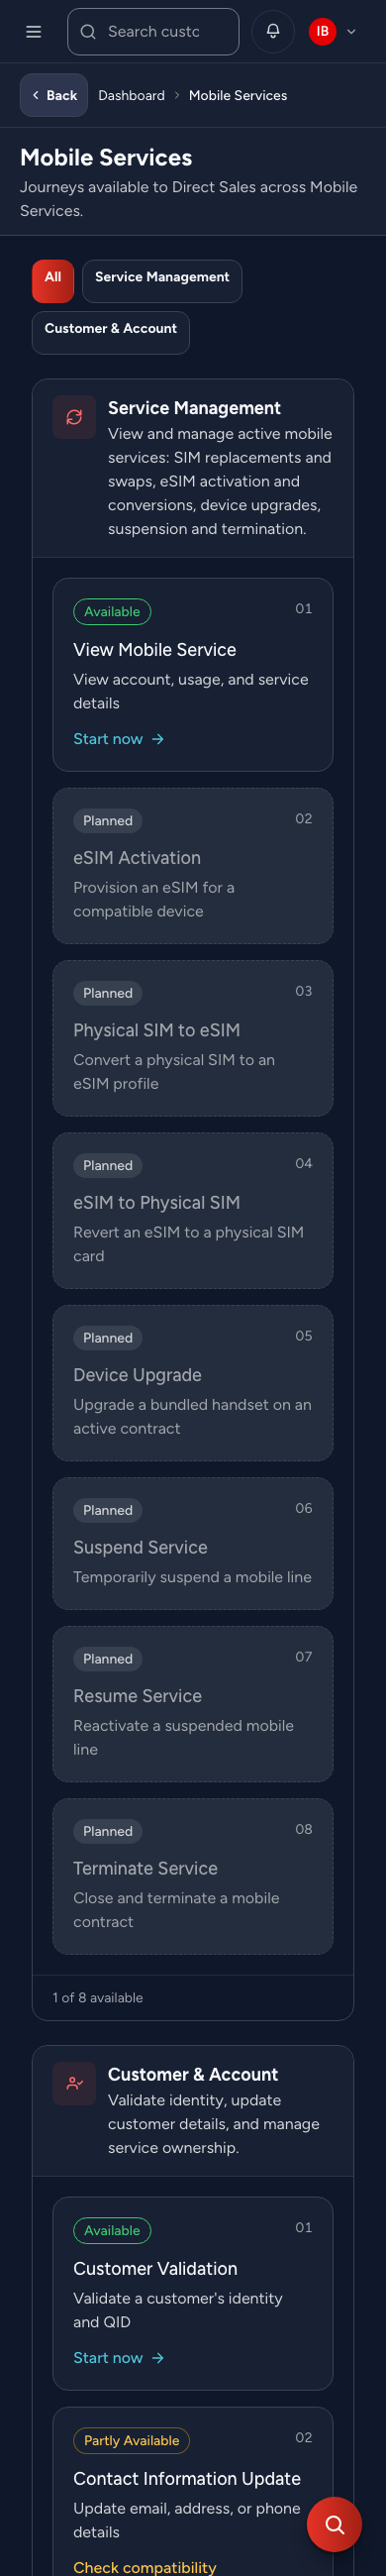 Search custo
IB
Back
Dashboard
Mobile Services
Mobile Services
Journeys available to Direct Sales across Mobile
Services.
All
Service Management
Customer & Account
Service Management
View and manage active mobile
services: SIM replacements and
swaps, eSIM activation and
conversions, device upgrades,
suspension and termination.
Available
01
View Mobile Service
View account, usage, and service
details
Start now
Planned
02
eSIM Activation
Provision an eSIM for a
compatible device
Planned
03
Physical SIM to eSIM
Convert a physical SIM to an
eSIM profile
Planned
04
eSIM to Physical SIM
Revert an eSIM to a physical SIM
card
Planned
05
Device Upgrade
Upgrade a bundled handset on an
active contract
Planned
06
Suspend Service
Temporarily suspend a mobile line
Planned
07
Resume Service
Reactivate a suspended mobile
line
Planned
08
Terminate Service
Close and terminate a mobile
contract
1 of 8 available
Customer & Account
Validate identity, update
customer details, and manage
service ownership.
Available
01
Customer Validation
Validate a customer's identity
and QID
Start now
Partly Available
02
Contact Information Update
Update email, address, or phone
details
Check compatibility